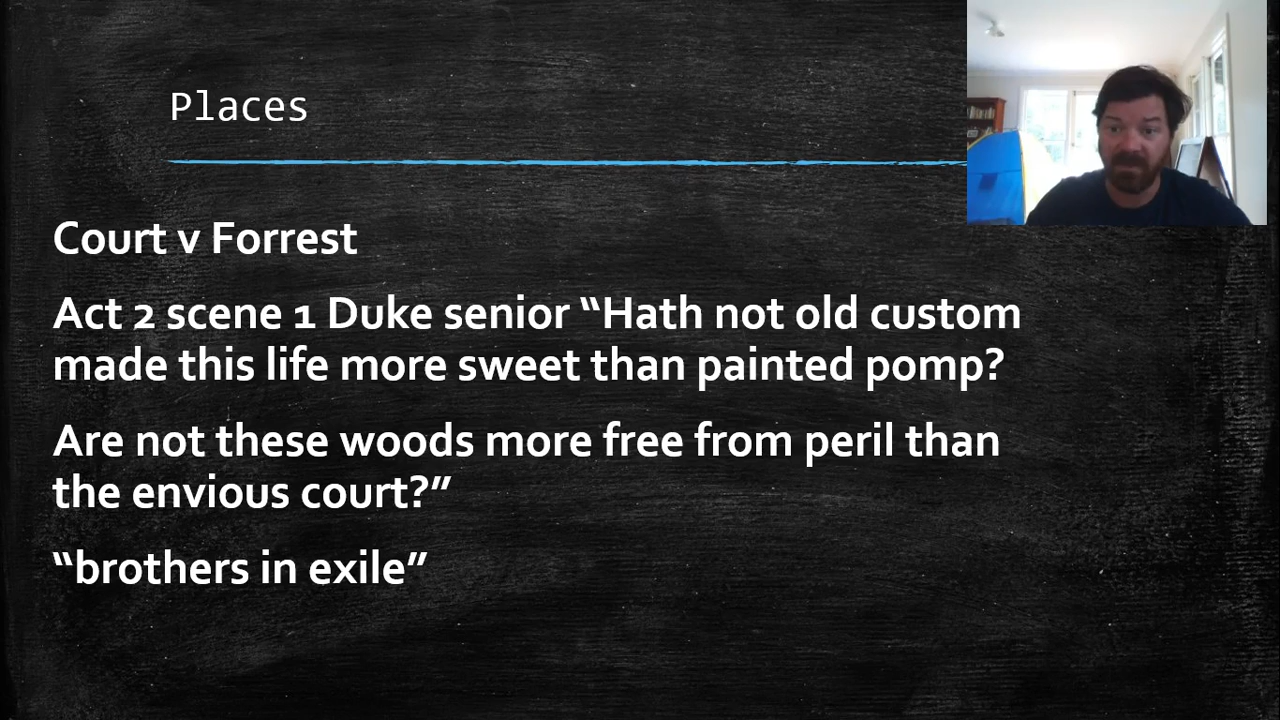 Places
Court v Forrest
Act 2 scene 1 Duke senior “Hath not old custom
made this life more sweet than painted pomp?
Are not these woods more free from peril than
the envious court?”
“brothers in exile”